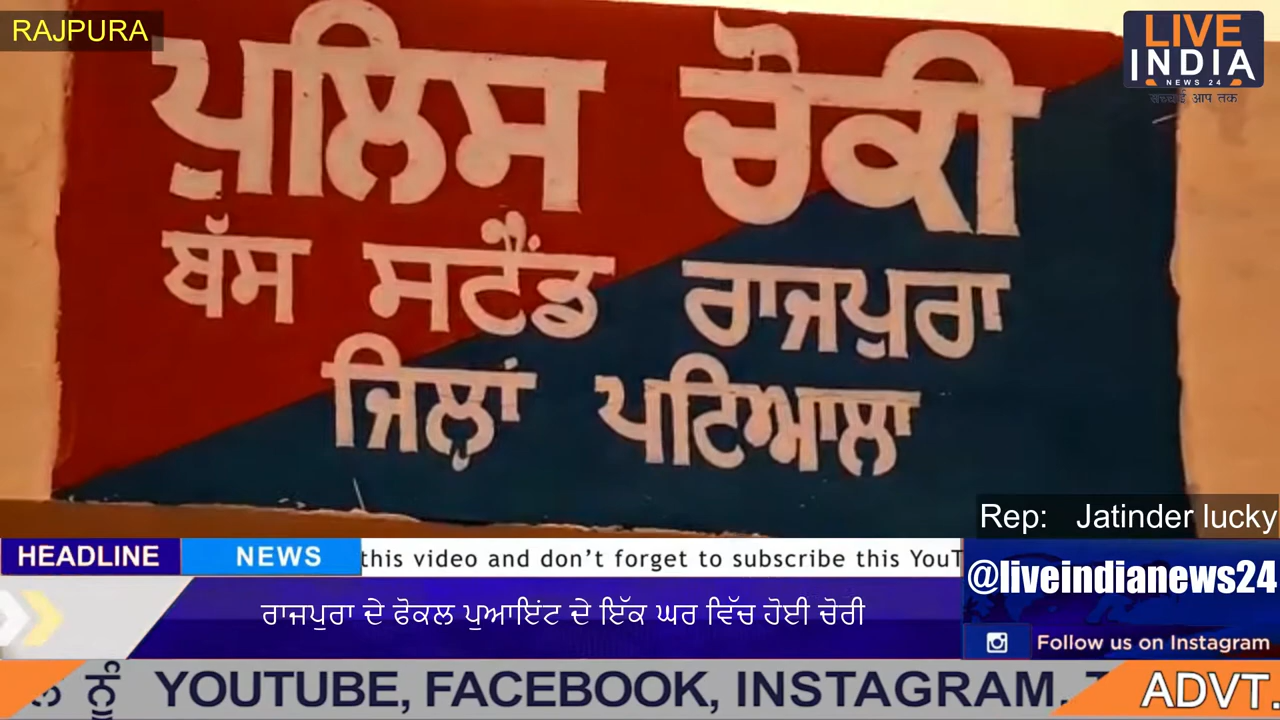 RAJPURA
LIVE
INDIA
NEWS 24
सच्चाई आप तक
ਪੁਲਿਸ ਚੌਕੀ
ਬੱਸ ਸਟੈਂਡ ਰਾਜਪੁਰਾ
ਜਿਲ੍ਹਾਂ ਪਟਿਆਲਾ
Rep: Jatinder lucky
HEADLINE NEWS this video and don't forget to subscribe this YouT
@liveindianews24
ਰਾਜਪੁਰਾ ਦੇ ਫੋਕਲ ਪੁਆਇੰਟ ਦੇ ਇੱਕ ਘਰ ਵਿੱਚ ਹੋਈ ਚੋਰੀ
Follow us on Instagram
YOUTUBE, FACEBOOK, INSTAGRAM,
ADVT.